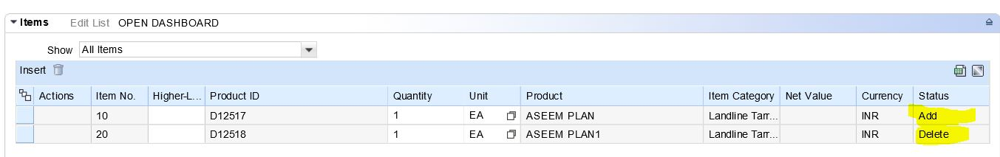 Items Edit List OPEN DASHBOARD
Show All Items
Insert
Actions Item No. Higher-L... Product ID Quantity Unit Product Item Category Net Value Currency Status
10 D12517 1 EA ASEEM PLAN Landline Tarr... INR Add
20 D12518 1 EA ASEEM PLAN1 Landline Tarr... INR Delete